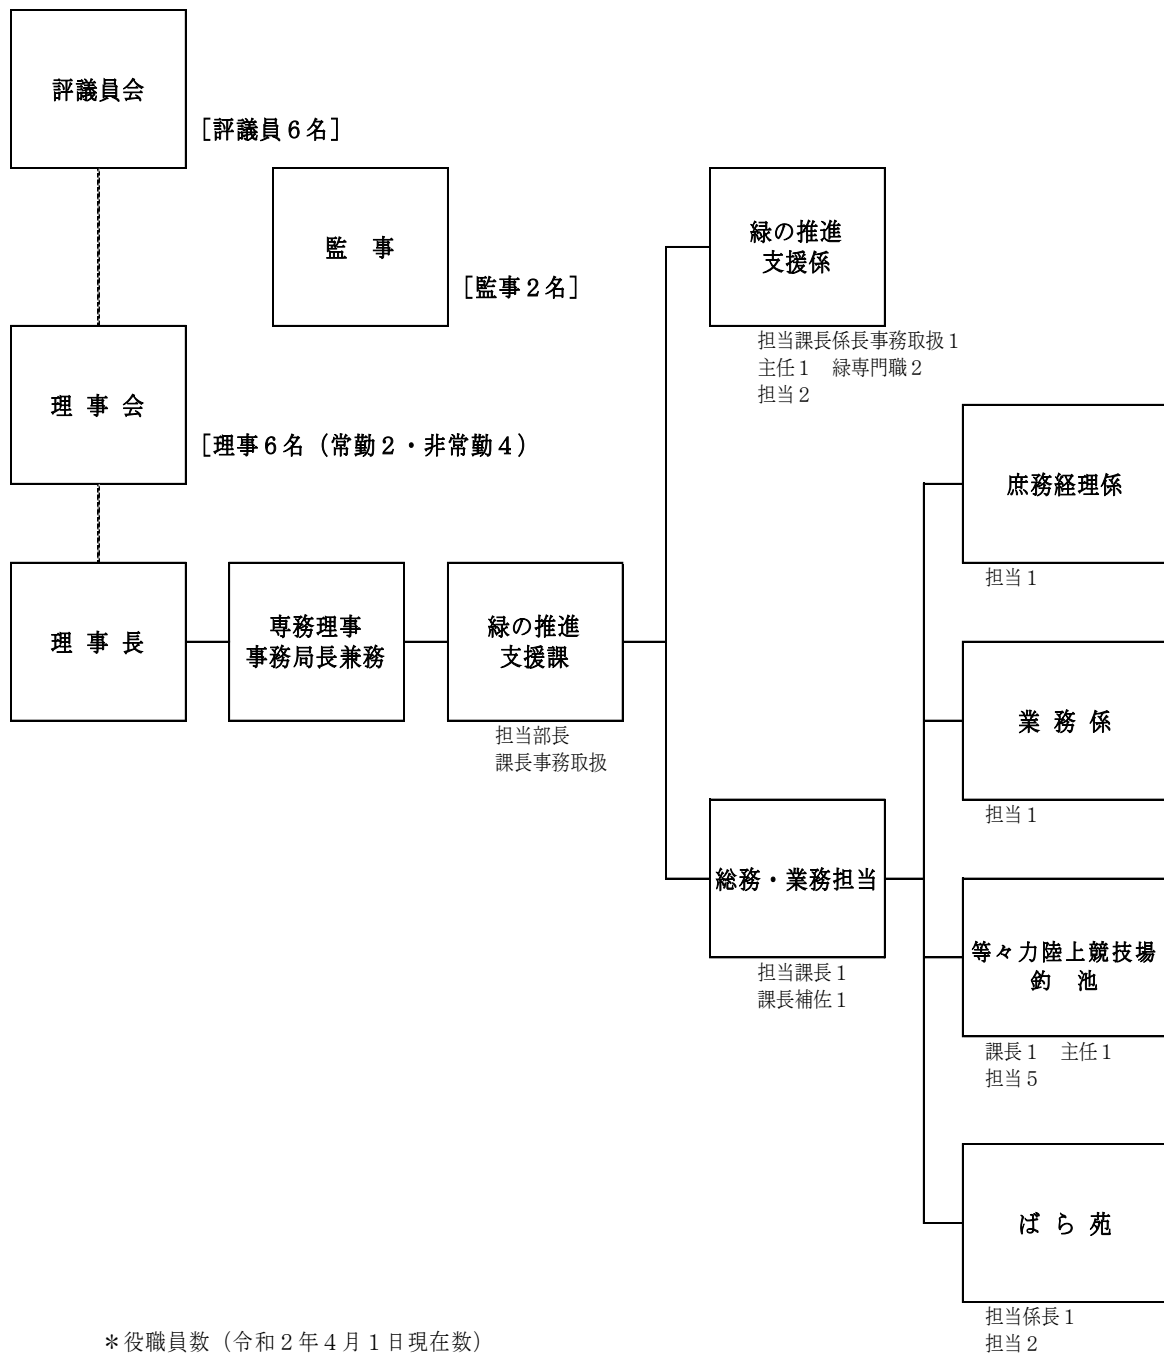 評議員会
[評議員６名]
監　事
[監事２名]
緑の推進
支援係
担当課長係長事務取扱１
主任１　緑専門職２
担当２
理 事 会
[理事６名（常勤２・非常勤４）
庶務経理係
担当１
理 事 長
専務理事
事務局長兼務
緑の推進
支援課
担当部長
課長事務取扱
業 務 係
担当１
総務・業務担当
担当課長１
課長補佐１
等々力陸上競技場
釣　池
課長１　主任１
担当５
ばら苑
担当係長１
担当２
＊役職員数（令和２年４月１日現在数）